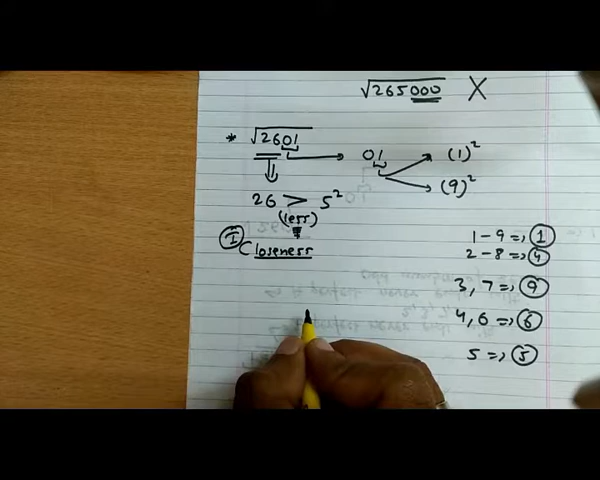 √265000 X
* √2601
01
(1)²
(9)²
26 > 5²
(less)
I Closeness
1 - 9 => 1
2 - 8 => 4
3, 7 => 9
4, 6 => 6
5 => 5